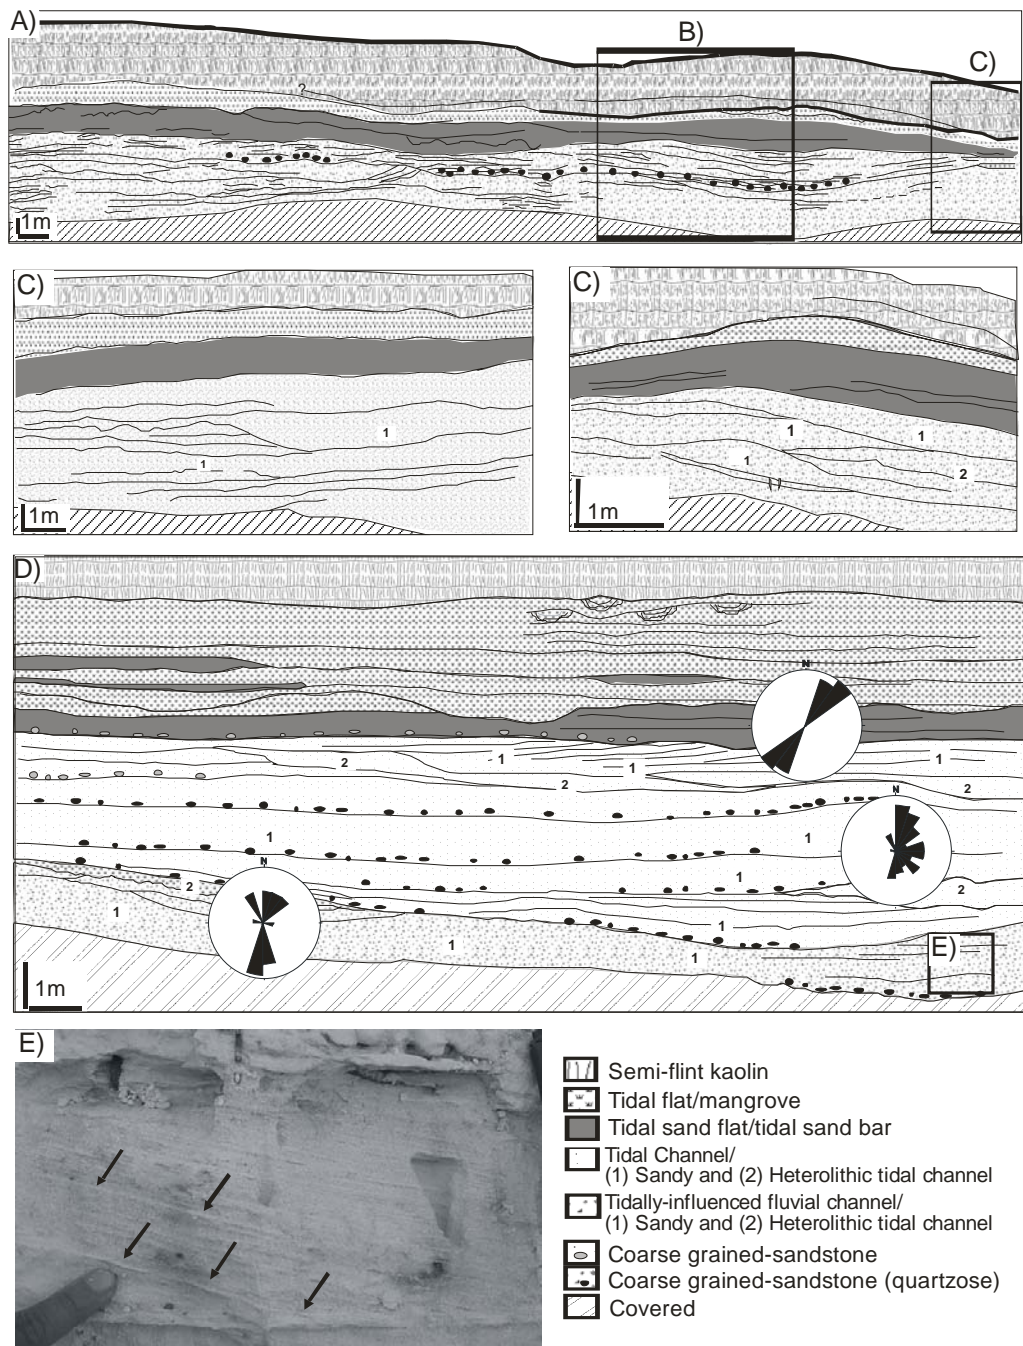 A)
B)
C)
?
1m
C)
1
1
1m
C)
1
1
1
2
1m
D)
N
1
2
1
1
2
2
N
1
1
1
2
N
2
1
1
1
1
E)
1m
E)
Semi-flint kaolin
Tidal flat/mangrove
Tidal sand flat/tidal sand bar
Tidal Channel/
(1) Sandy and (2) Heterolithic tidal channel
Tidally-influenced fluvial channel/
(1) Sandy and (2) Heterolithic tidal channel
Coarse grained-sandstone
Coarse grained-sandstone (quartzose)
Covered